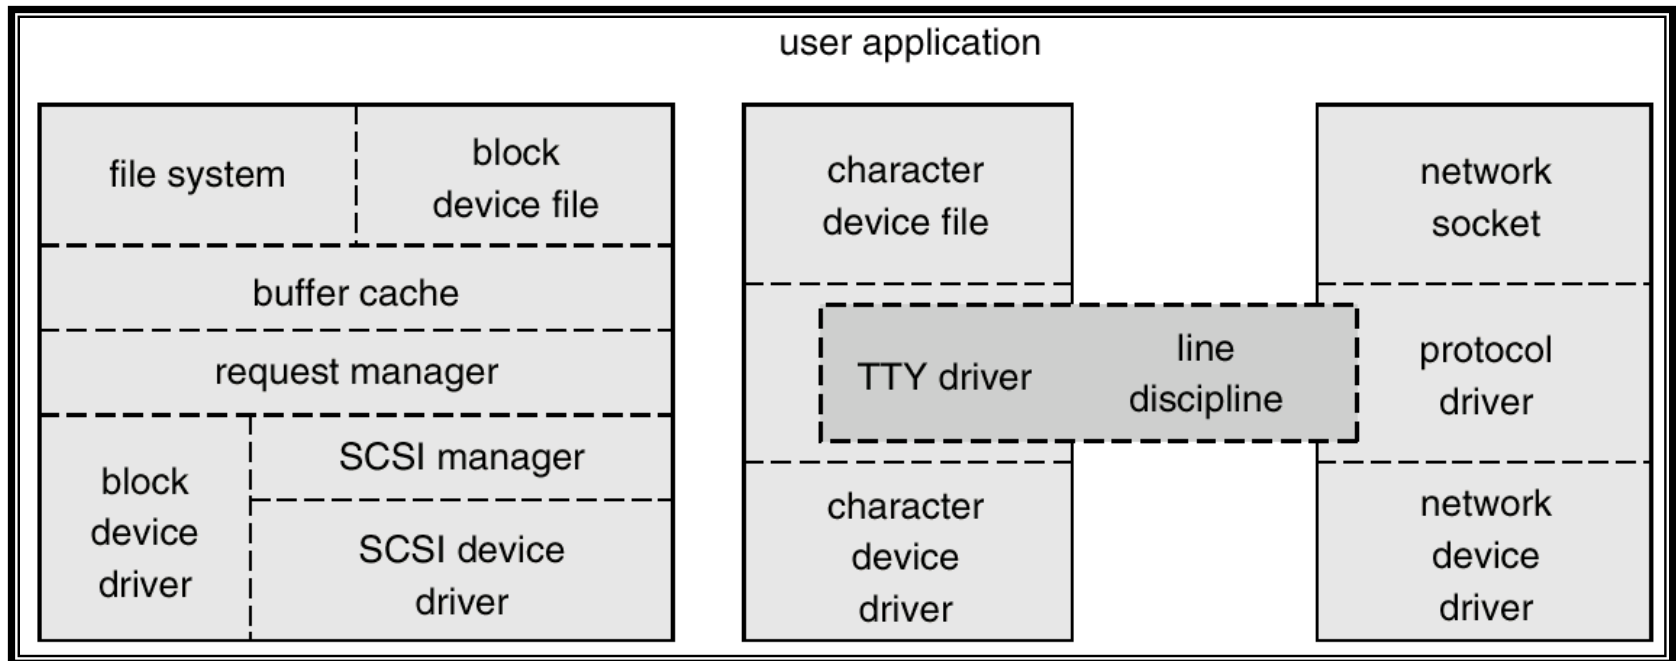 user application
file system
block
device file
buffer cache
request manager
block
device
driver
SCSI manager
SCSI device
driver
character
device file
TTY driver
line
discipline
character
device
driver
network
socket
protocol
driver
network
device
driver